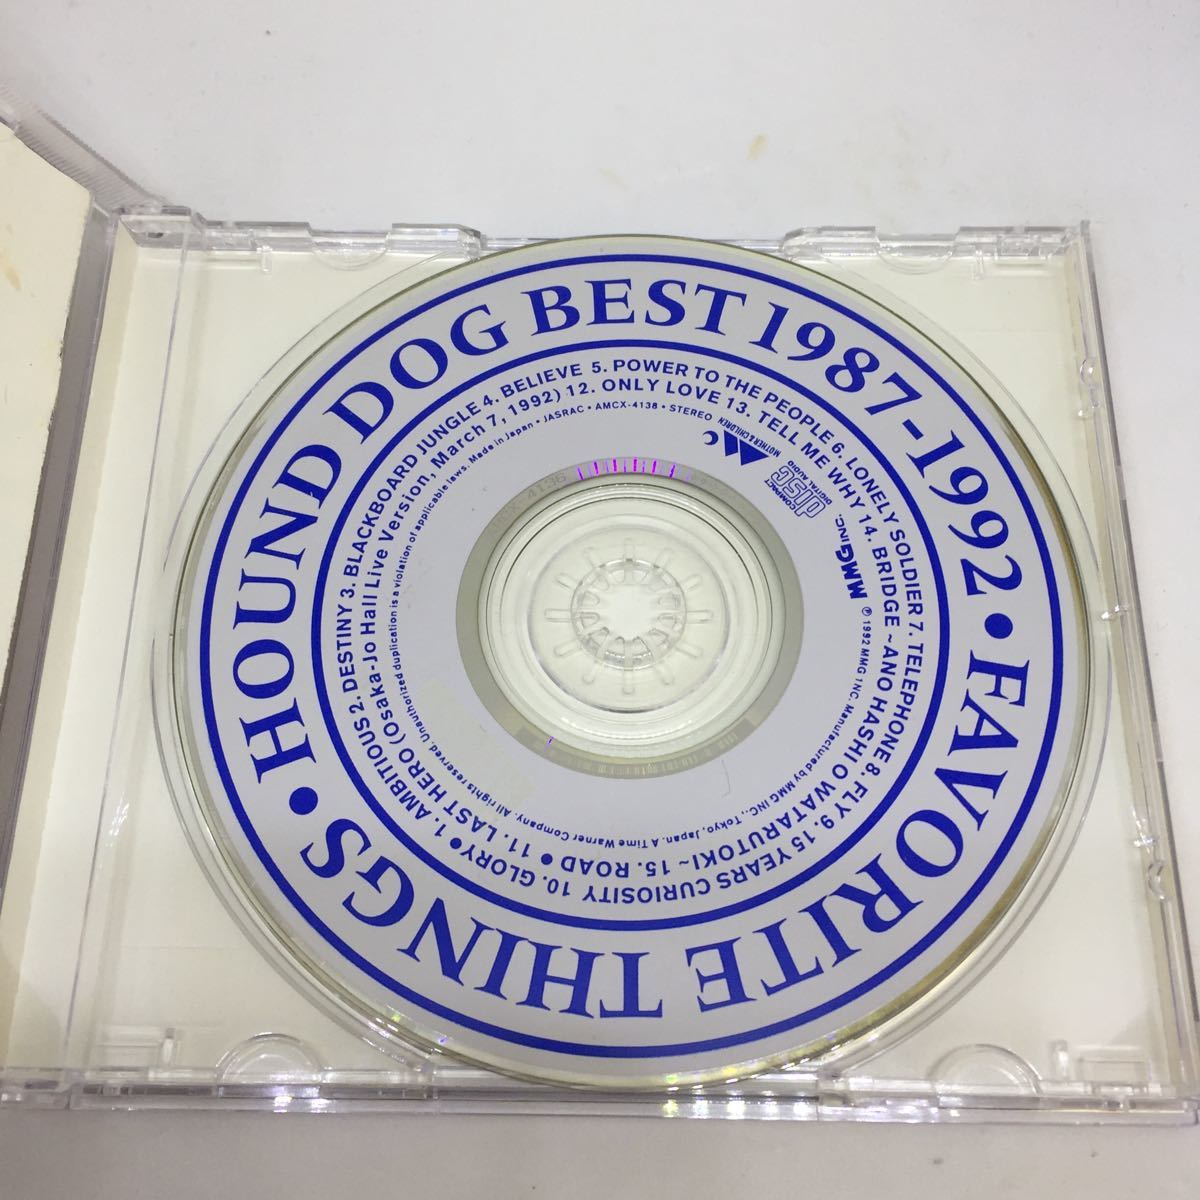 HOUND DOG BEST 1987-1992 • FAVORITE THINGS •
1. AMBITIOUS 2. DESTINY 3. BLACKBOARD JUNGLE 4. BELIEVE 5. POWER TO THE PEOPLE 6. LONELY SOLDIER 7. TELEPHONE 8. FLY 9. 15 YEARS CURIOSITY 10. GLORY •
11. LAST HERO (Osaka-Jo Hall Live Version, March 7, 1992) 12. ONLY LOVE 13. TELL ME WHY 14. BRIDGE ~ANO HASHI O WATARUTOKI~ 15. ROAD •
All rights reserved. Unauthorized duplication is a violation of applicable laws. Made in Japan • JASRAC • AMCX-4138 • STEREO
MOTHER & CHILDREN
COMPACT
disc
DIGITAL AUDIO
MMG INC.
℗ 1992 MMG INC. Manufactured by MMG INC., Tokyo, Japan. A Time Warner Company.